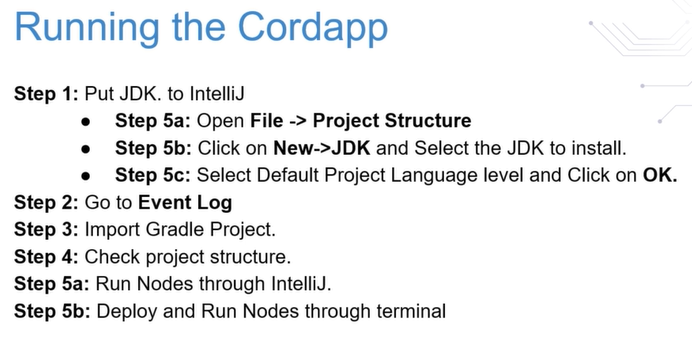 Running the Cordapp
Step 1: Put JDK. to IntelliJ
● Step 5a: Open File -> Project Structure
● Step 5b: Click on New->JDK and Select the JDK to install.
● Step 5c: Select Default Project Language level and Click on OK.
Step 2: Go to Event Log
Step 3: Import Gradle Project.
Step 4: Check project structure.
Step 5a: Run Nodes through IntelliJ.
Step 5b: Deploy and Run Nodes through terminal